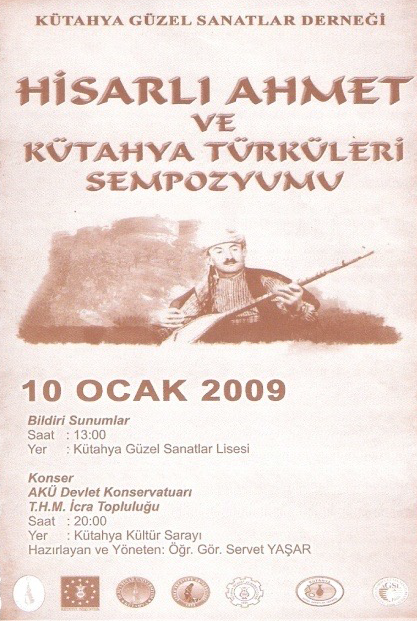 KÜTAHYA GÜZEL SANATLAR DERNEĞİ
HİSARLI AHMET
VE
KÜTAHYA TÜRKÜLERİ
SEMPOZYUMU
10 OCAK 2009
Bildiri Sunumlar
Saat : 13:00
Yer : Kütahya Güzel Sanatlar Lisesi
Konser
AKÜ Devlet Konservatuarı
T.H.M. İcra Topluluğu
Saat : 20:00
Yer : Kütahya Kültür Sarayı
Hazırlayan ve Yöneten: Öğr. Gör. Servet YAŞAR